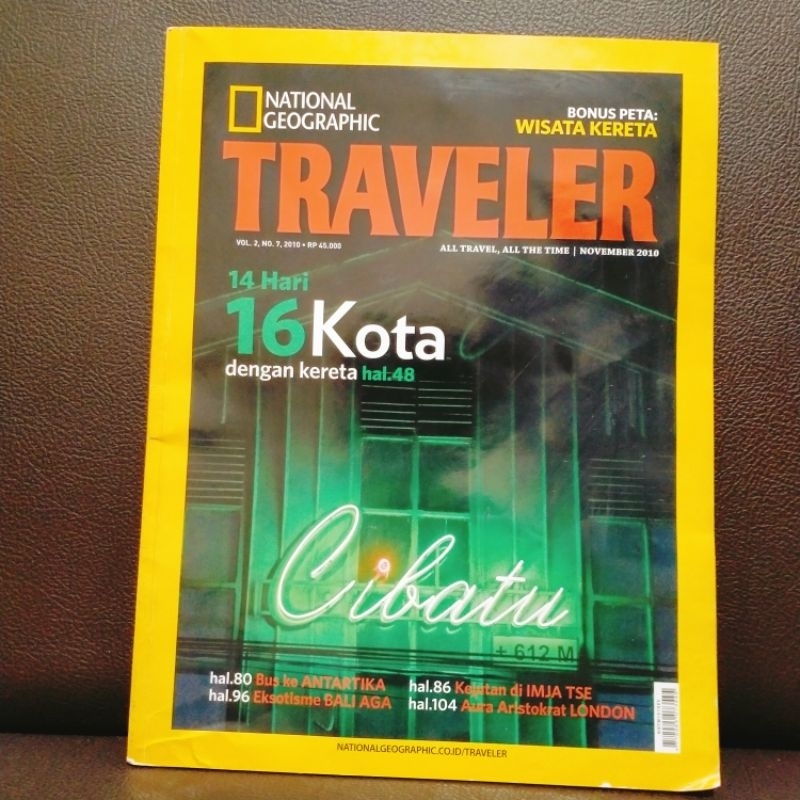 NATIONAL
GEOGRAPHIC
BONUS PETA:
WISATA KERETA
TRAVELER
VOL. 2, NO. 7, 2010 • RP 45.000
ALL TRAVEL, ALL THE TIME | NOVEMBER 2010
14 Hari
16 Kota
dengan kereta hal.48
Cibatu
+ 612 M
hal.80 Bus ke ANTARTIKA
hal.96 Eksotisme BALI AGA
hal.86 Kejutan di IMJA TSE
hal.104 Aura Aristokrat LONDON
NATIONALGEOGRAPHIC.CO.ID/TRAVELER